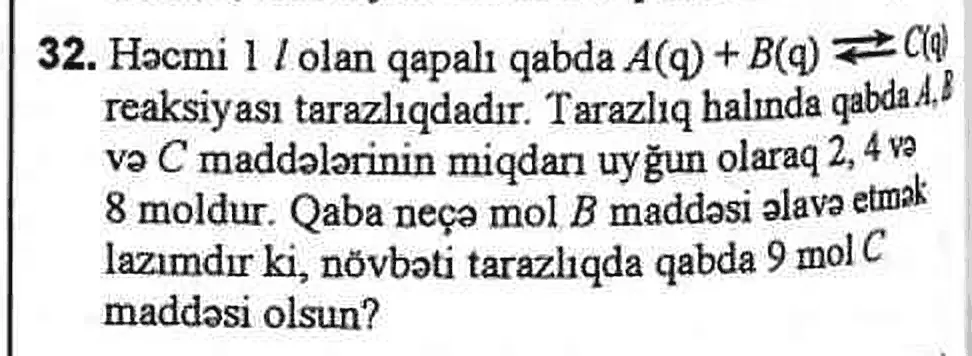 32. Həcmi 1 l olan qapalı qabda A(q) + B(q) ⇄ C(q)
reaksiyası tarazlıqdadır. Tarazlıq halında qabda A, B
və C maddələrinin miqdarı uyğun olaraq 2, 4 və
8 moldur. Qaba neçə mol B maddəsi əlavə etmək
lazımdır ki, növbəti tarazlıqda qabda 9 mol C
maddəsi olsun?